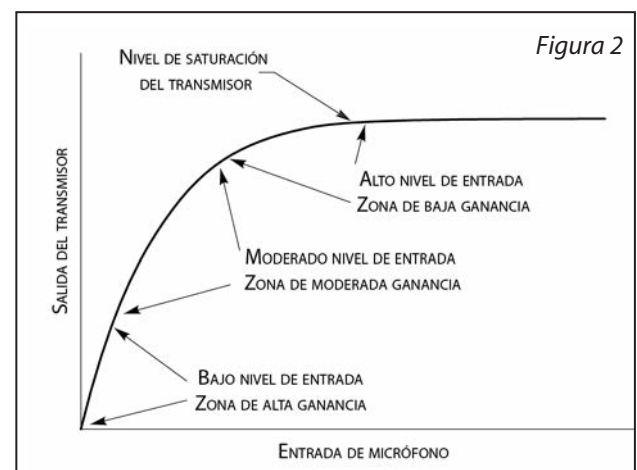 Figura 2
NIVEL DE SATURACIÓN
DEL TRANSMISOR
ALTO NIVEL DE ENTRADA
ZONA DE BAJA GANANCIA
MODERADO NIVEL DE ENTRADA
ZONA DE MODERADA GANANCIA
BAJO NIVEL DE ENTRADA
ZONA DE ALTA GANANCIA
SALIDA DEL TRANSMISOR
ENTRADA DE MICRÓFONO